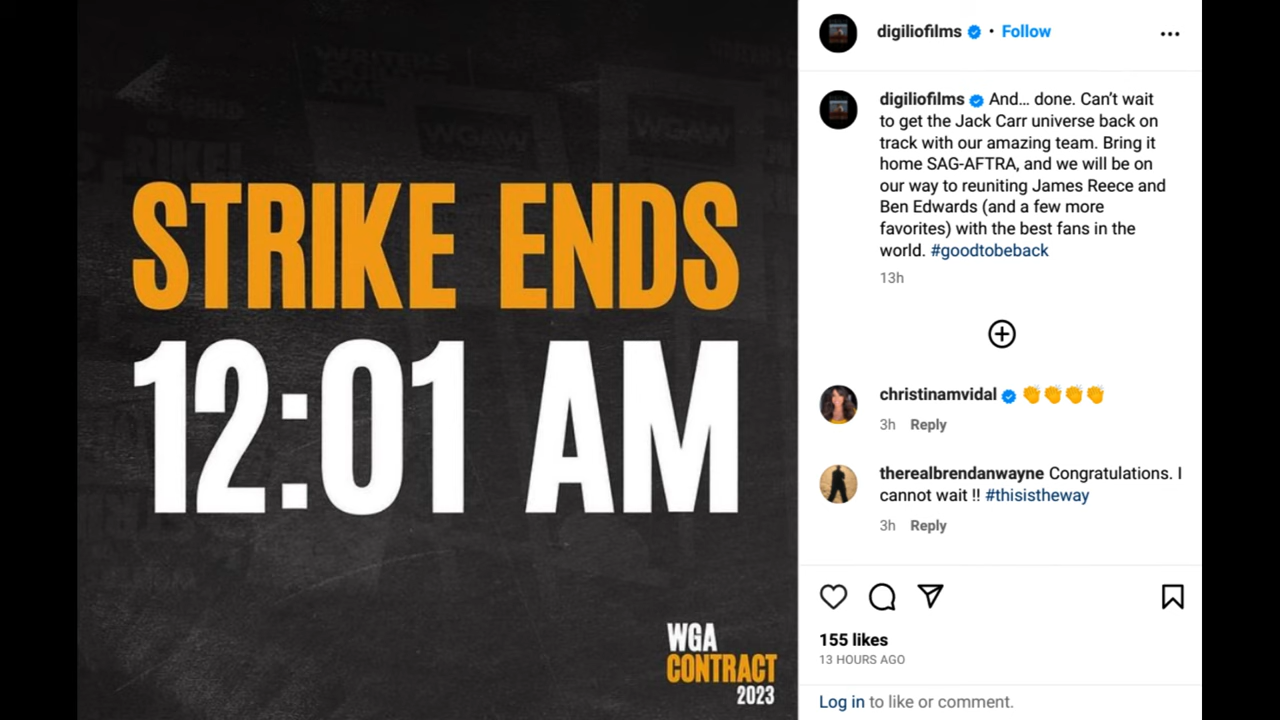 STRIKE ENDS
12:01 AM
WGA
CONTRACT
2023
digiliofilms • Follow
digiliofilms And... done. Can't wait
to get the Jack Carr universe back on
track with our amazing team. Bring it
home SAG-AFTRA, and we will be on
our way to reuniting James Reece and
Ben Edwards (and a few more
favorites) with the best fans in the
world. #goodtobeback
13h
christinamvidal 👏👏👏👏
3h Reply
therealbrendanwayne Congratulations. I
cannot wait !! #thisistheway
3h Reply
155 likes
13 HOURS AGO
Log in to like or comment.